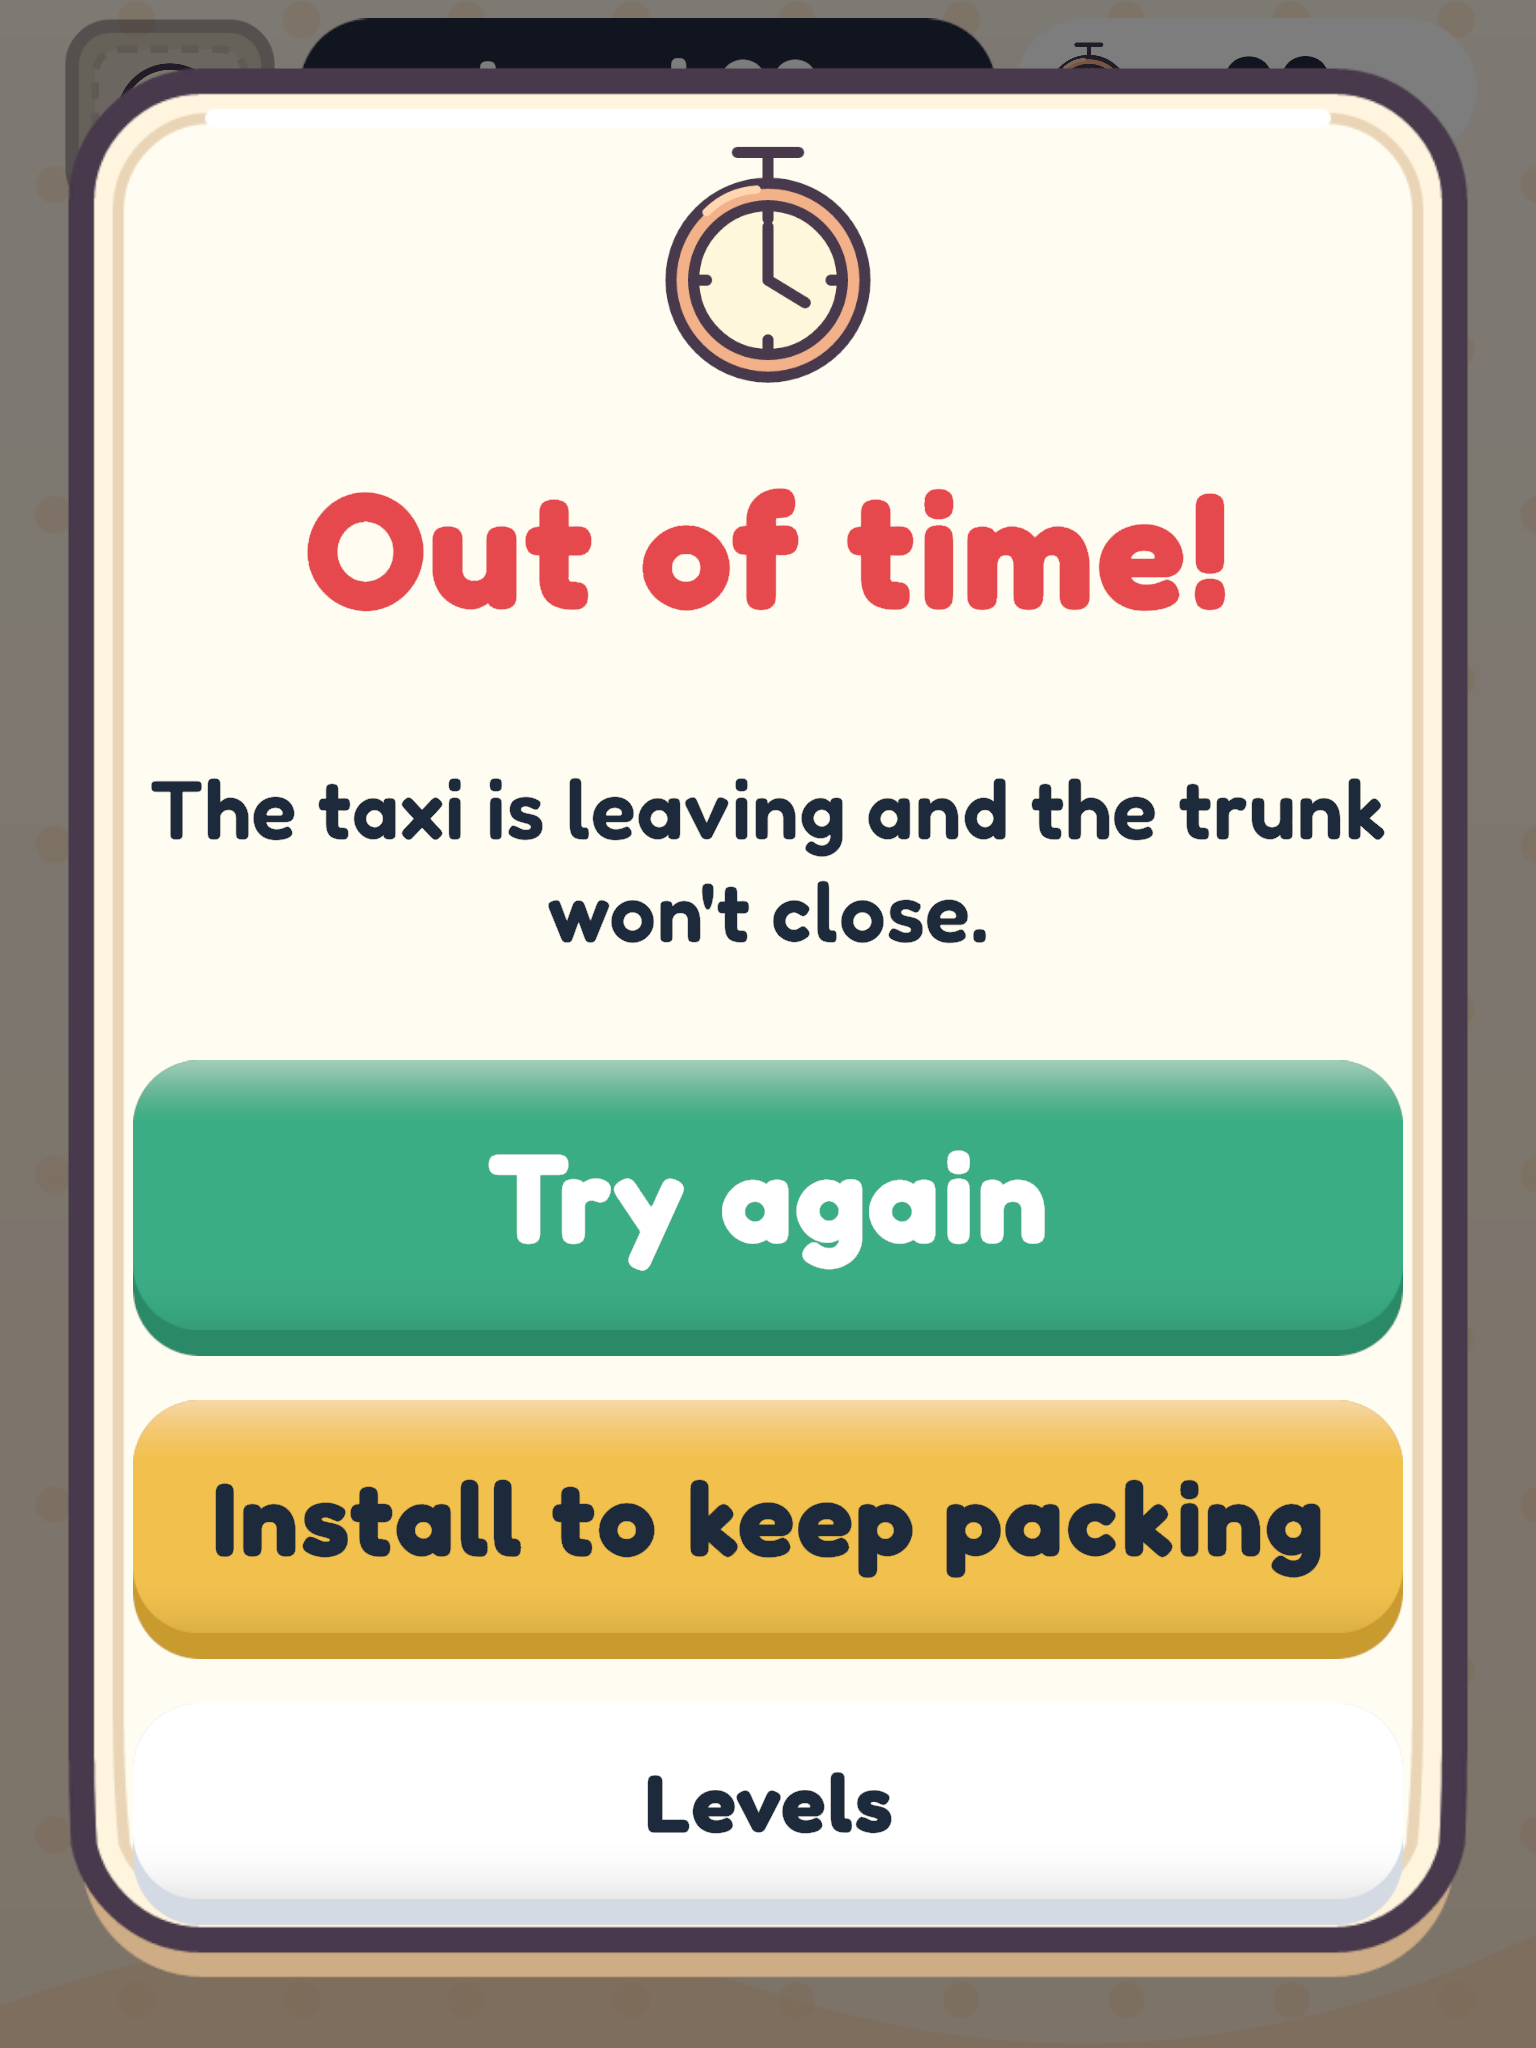 Out of time!
The taxi is leaving and the trunk
won't close.
Try again
Install to keep packing
Levels